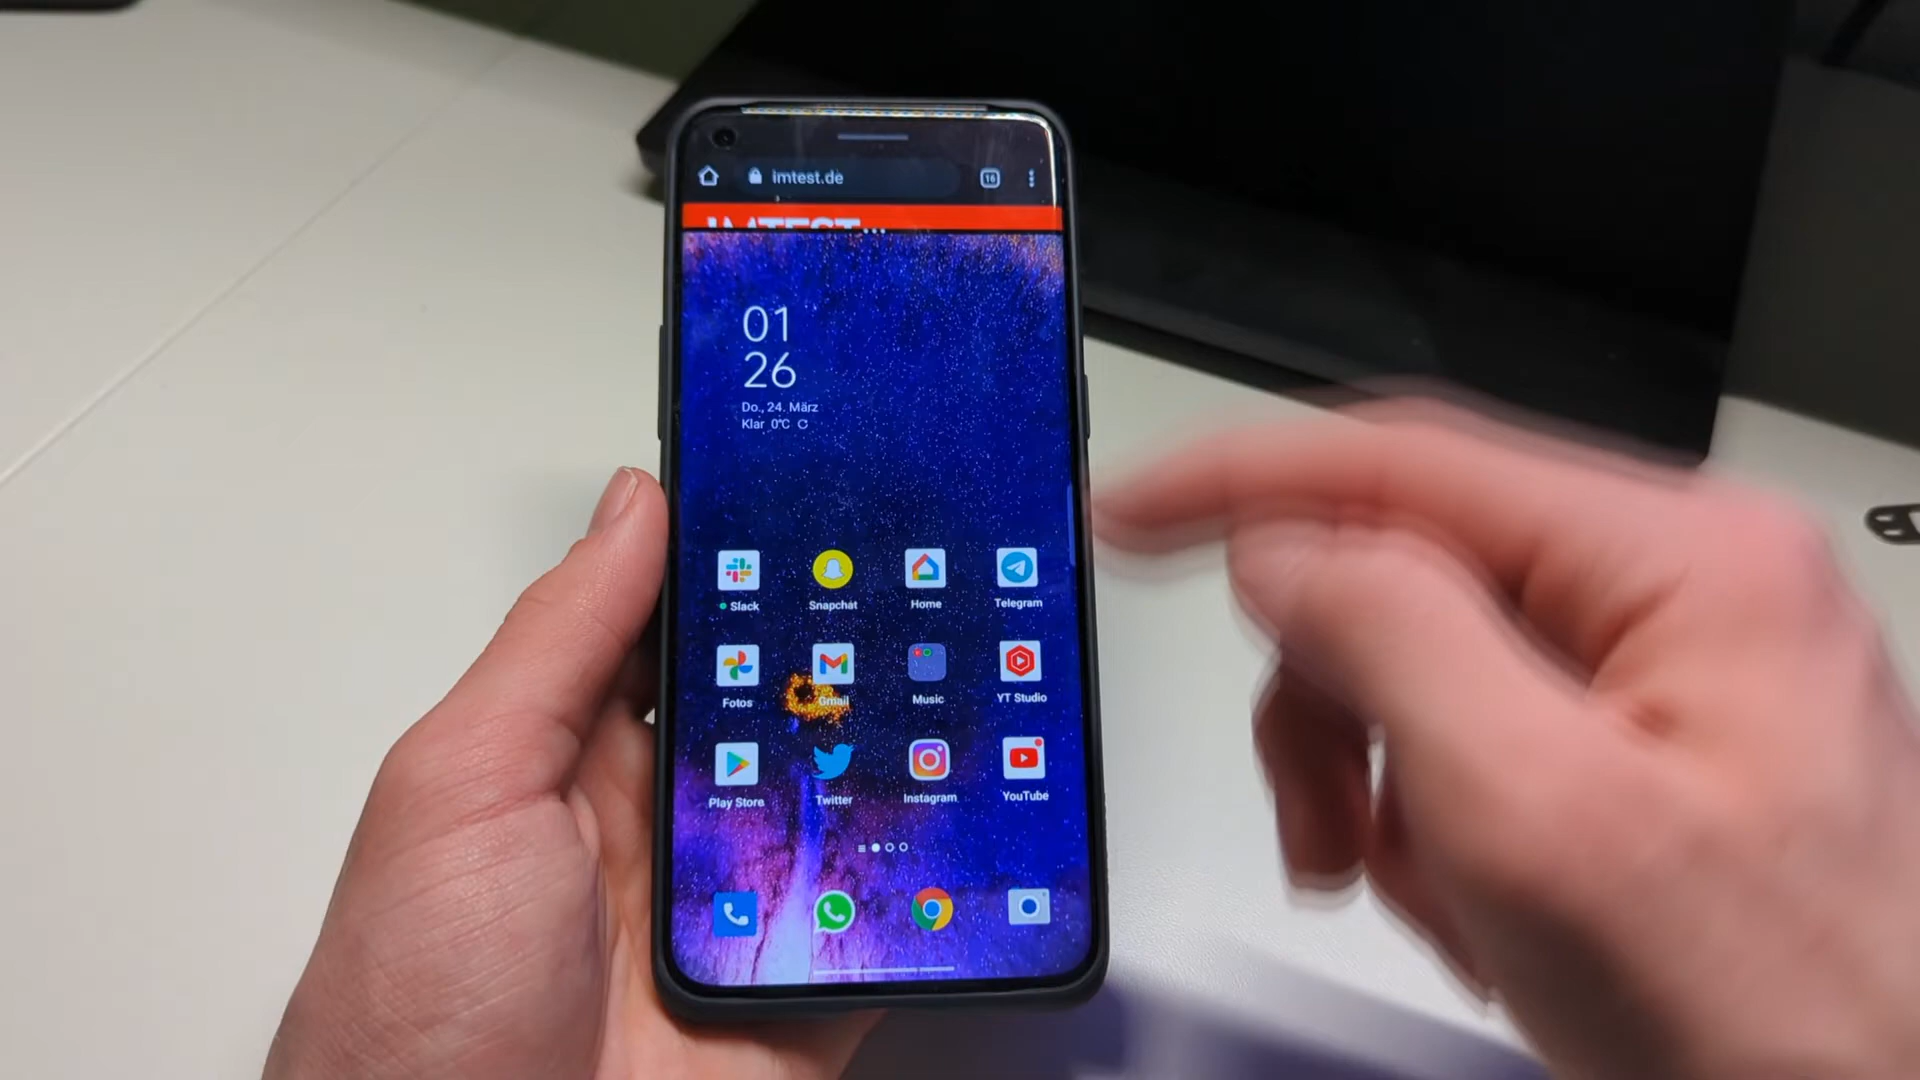 imtest.de
16
IMTEST...
01
26
Do., 24. März
Klar 0°C
Slack
Snapchat
Home
Telegram
Fotos
Gmail
Music
YT Studio
Play Store
Twitter
Instagram
YouTube